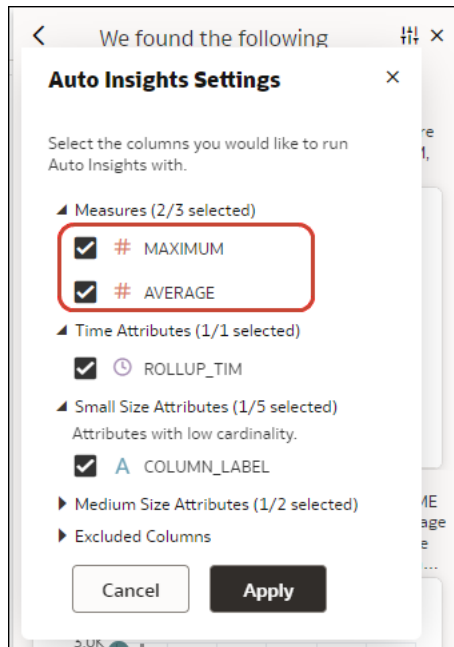 We found the following
Auto Insights Settings
re
Select the columns you would like to run
Auto Insights with.
Measures (2/3 selected)
# MAXIMUM
# AVERAGE
Time Attributes (1/1 selected)
ROLLUP_TIM
Small Size Attributes (1/5 selected)
Attributes with low cardinality.
A COLUMN_LABEL
Medium Size Attributes (1/2 selected)
Excluded Columns
age
Cancel
Apply